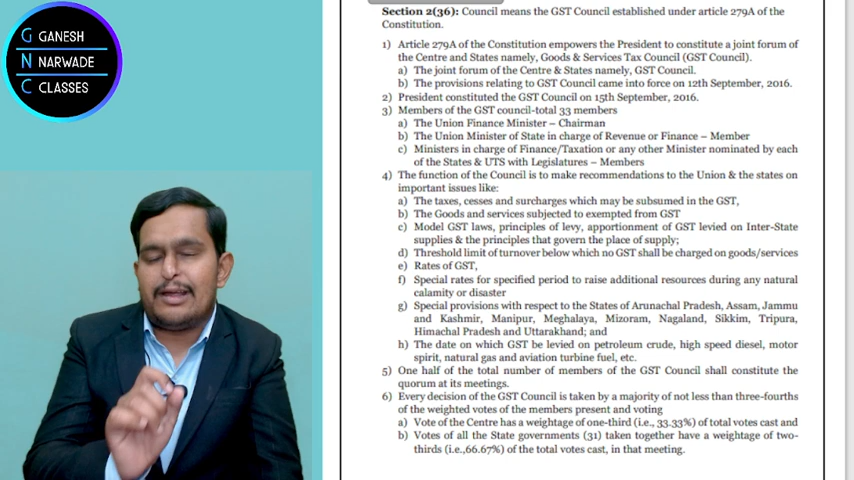 G GANESH
N NARWADE
C CLASSES
Section 2(36): Council means the GST Council established under article 279A of the
Constitution.
1) Article 279A of the Constitution empowers the President to constitute a joint forum of
the Centre and States namely, Goods & Services Tax Council (GST Council).
a) The joint forum of the Centre & States namely, GST Council.
b) The provisions relating to GST Council came into force on 12th September, 2016.
2) President constituted the GST Council on 15th September, 2016.
3) Members of the GST council-total 33 members
a) The Union Finance Minister – Chairman
b) The Union Minister of State in charge of Revenue or Finance – Member
c) Ministers in charge of Finance/Taxation or any other Minister nominated by each
of the States & UTS with Legislatures – Members
4) The function of the Council is to make recommendations to the Union & the states on
important issues like:
a) The taxes, cesses and surcharges which may be subsumed in the GST,
b) The Goods and services subjected to exempted from GST
c) Model GST laws, principles of levy, apportionment of GST levied on Inter-State
supplies & the principles that govern the place of supply;
d) Threshold limit of turnover below which no GST shall be charged on goods/services
e) Rates of GST,
f) Special rates for specified period to raise additional resources during any natural
calamity or disaster
g) Special provisions with respect to the States of Arunachal Pradesh, Assam, Jammu
and Kashmir, Manipur, Meghalaya, Mizoram, Nagaland, Sikkim, Tripura,
Himachal Pradesh and Uttarakhand; and
h) The date on which GST be levied on petroleum crude, high speed diesel, motor
spirit, natural gas and aviation turbine fuel, etc.
5) One half of the total number of members of the GST Council shall constitute the
quorum at its meetings.
6) Every decision of the GST Council is taken by a majority of not less than three-fourths
of the weighted votes of the members present and voting
a) Vote of the Centre has a weightage of one-third (i.e., 33.33%) of total votes cast and
b) Votes of all the State governments (31) taken together have a weightage of two-
thirds (i.e.,66.67%) of the total votes cast, in that meeting.